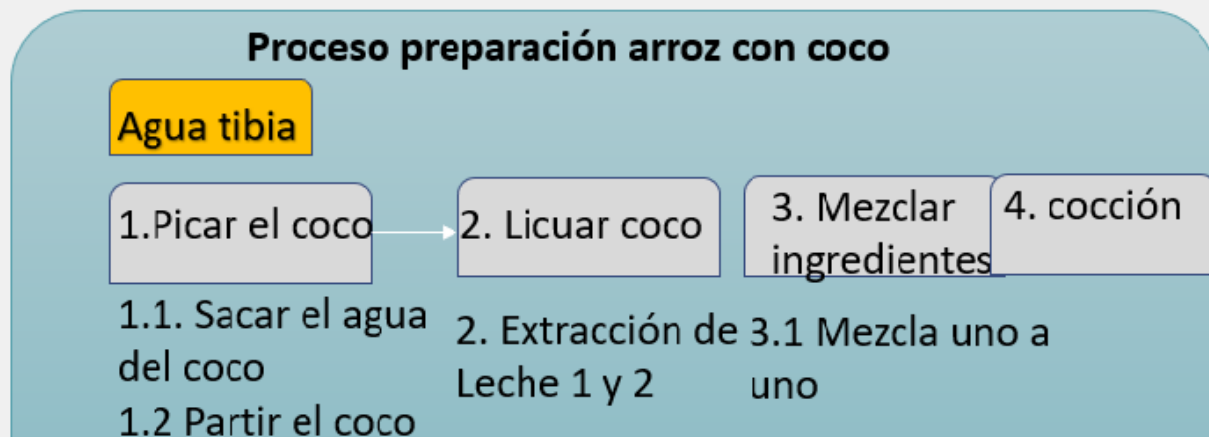 Proceso preparación arroz con coco
Agua tibia
1.Picar el coco
2. Licuar coco
3. Mezclar
ingredientes
4. cocción
1.1. Sacar el agua
del coco
1.2 Partir el coco
2. Extracción de
Leche 1 y 2
3.1 Mezcla uno a
uno